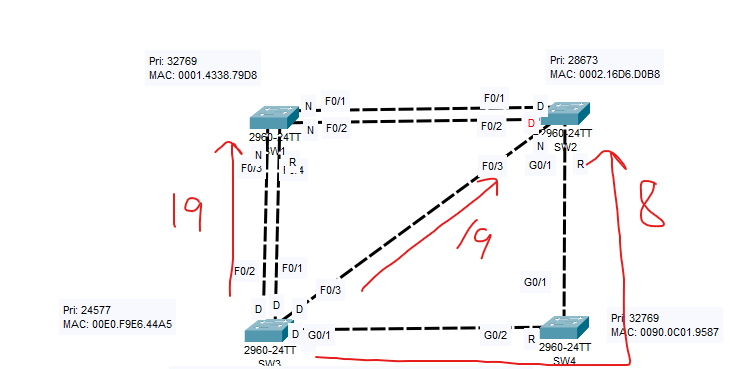 Pri: 32769
MAC: 0001.4338.79D8
Pri: 28673
MAC: 0002.16D6.D0B8
N
F0/1
F0/1
D
N
F0/2
F0/2
D
2960-24TT
SW1
2960-24TT
SW2
N
R
F0/3
N
F0/3
G0/1
R
19
19
8
F0/2
F0/1
F0/3
G0/1
D
D
D
Pri: 24577
MAC: 00E0.F9E6.44A5
Pri: 32769
MAC: 0090.0C01.9587
D
G0/1
G0/2
R
2960-24TT
SW3
2960-24TT
SW4